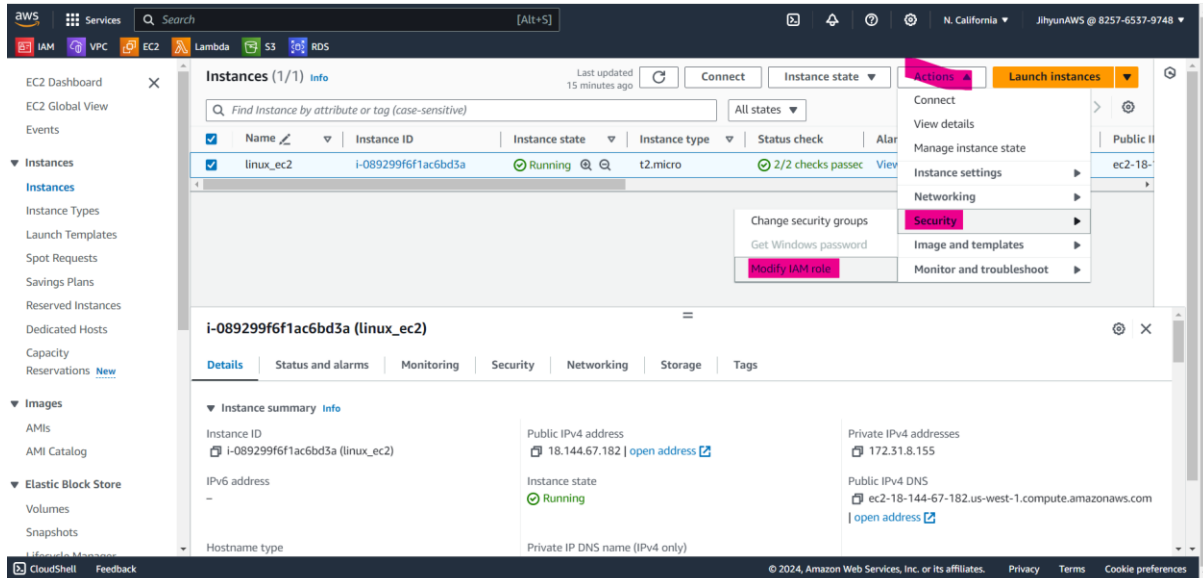 aws
Services
Search
[Alt+S]
N. California
JihyunAWS @ 8257-6537-9748
IAM
VPC
EC2
Lambda
S3
RDS
EC2 Dashboard
EC2 Global View
Events
Instances
Instances
Instance Types
Launch Templates
Spot Requests
Savings Plans
Reserved Instances
Dedicated Hosts
Capacity
Reservations New
Images
AMIs
AMI Catalog
Elastic Block Store
Volumes
Snapshots
Lifecycle Manager
Instances (1/1) Info
Last updated
15 minutes ago
Connect
Instance state
Actions
Launch instances
Find Instance by attribute or tag (case-sensitive)
All states
Name
Instance ID
Instance state
Instance type
Status check
Alar
Public I
linux_ec2
i-089299f6f1ac6bd3a
Running
t2.micro
2/2 checks passec
View
ec2-18-
Connect
View details
Manage instance state
Instance settings
Networking
Security
Image and templates
Monitor and troubleshoot
Change security groups
Get Windows password
Modify IAM role
i-089299f6f1ac6bd3a (linux_ec2)
Details
Status and alarms
Monitoring
Security
Networking
Storage
Tags
Instance summary Info
Instance ID
i-089299f6f1ac6bd3a (linux_ec2)
Public IPv4 address
18.144.67.182 | open address
Private IPv4 addresses
172.31.8.155
IPv6 address
–
Instance state
Running
Public IPv4 DNS
ec2-18-144-67-182.us-west-1.compute.amazonaws.com
| open address
Hostname type
Private IP DNS name (IPv4 only)
CloudShell
Feedback
© 2024, Amazon Web Services, Inc. or its affiliates.
Privacy
Terms
Cookie preferences